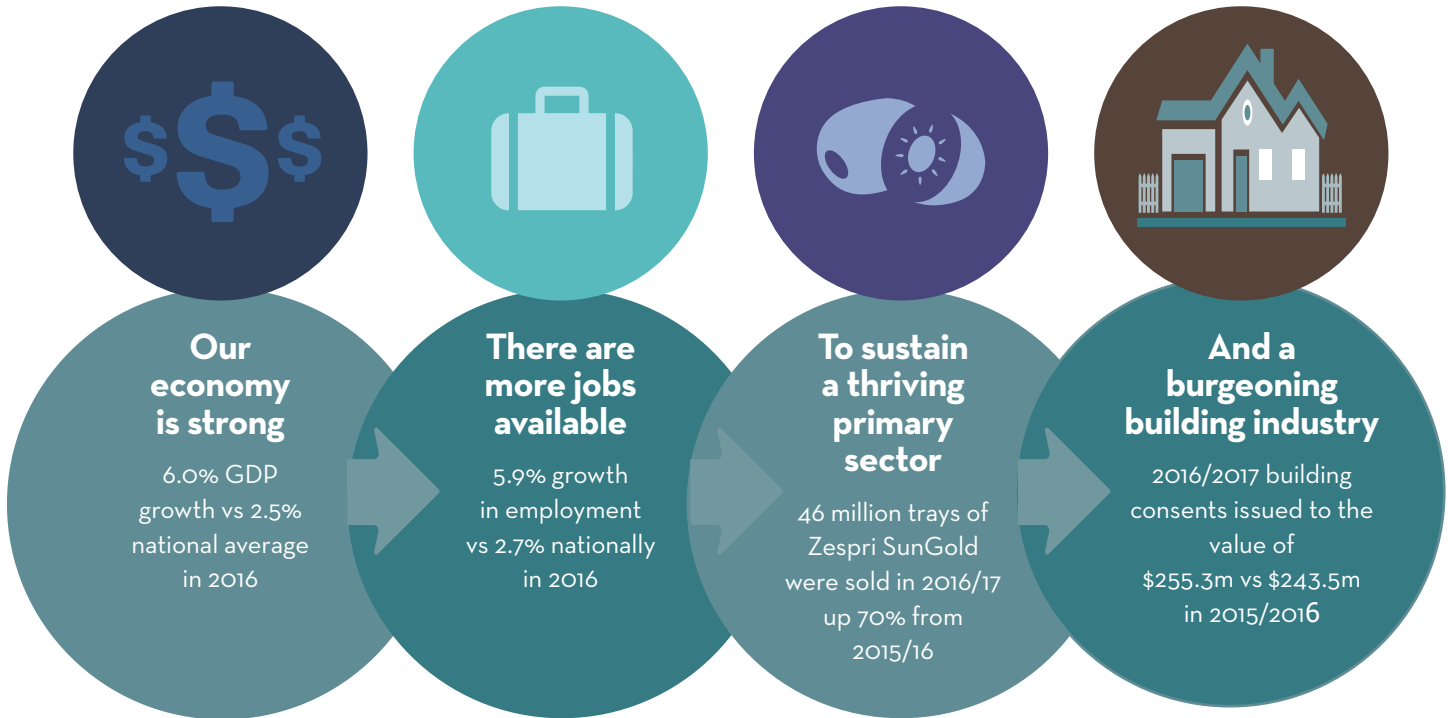 $ $ $
Our
economy
is strong
6.0% GDP
growth vs 2.5%
national average
in 2016
There are
more jobs
available
5.9% growth
in employment
vs 2.7% nationally
in 2016
To sustain
a thriving
primary
sector
46 million trays of
Zespri SunGold
were sold in 2016/17
up 70% from
2015/16
And a
burgeoning
building industry
2016/2017 building
consents issued to the
value of
$255.3m vs $243.5m
in 2015/2016